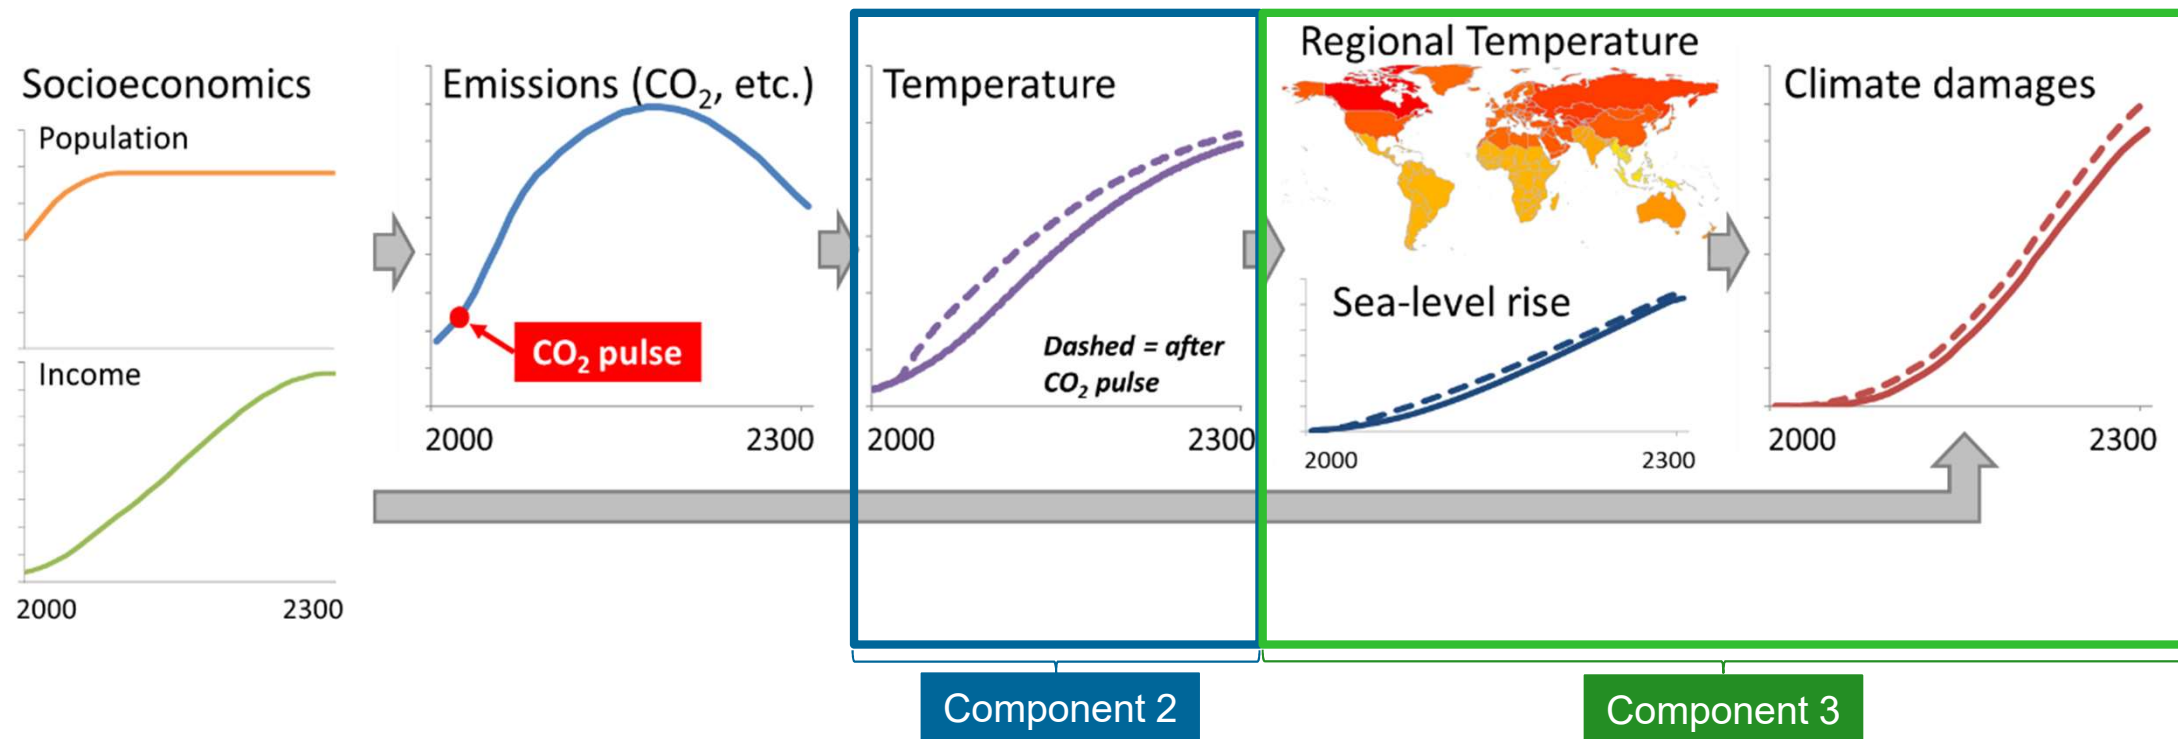 Socioeconomics
Population
Income
2000
2300
Emissions (CO₂, etc.)
CO₂ pulse
2000
2300
Temperature
Dashed = after
CO₂ pulse
2000
2300
Regional Temperature
Sea-level rise
2000
2300
Climate damages
2000
2300
Component 2
Component 3